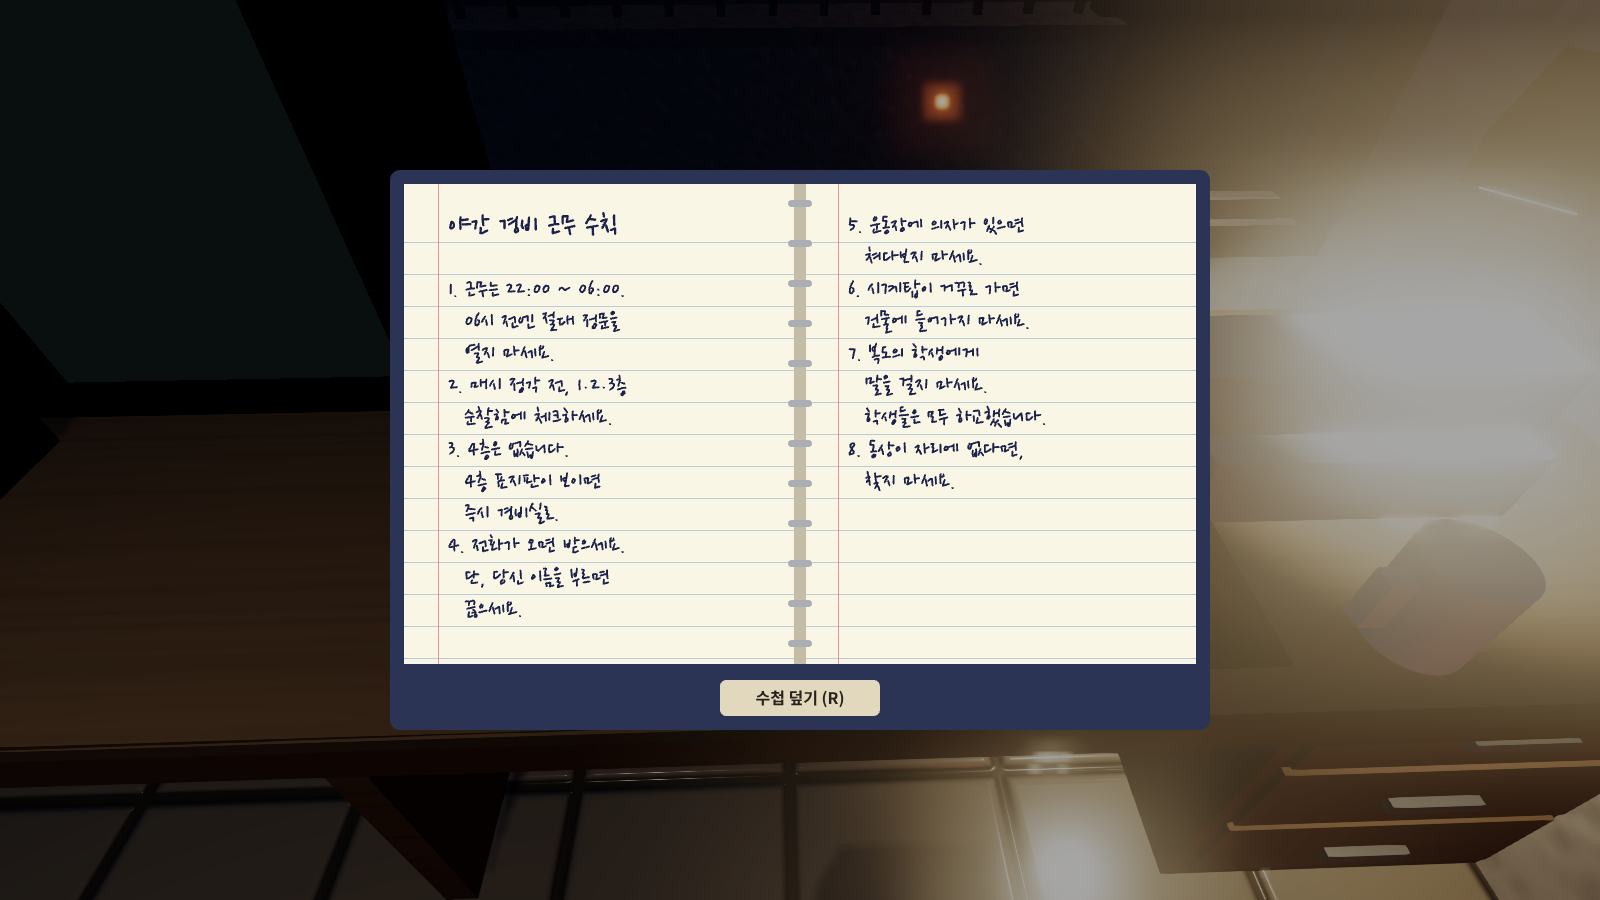 야간 경비 근무 수칙
1. 근무는 22:00 ~ 06:00.
06시 전엔 절대 정문을
열지 마세요.
2. 매시 정각 전, 1.2.3층
순찰함에 체크하세요.
3. 4층은 없습니다.
4층 표지판이 보이면
즉시 경비실로.
4. 전화가 오면 받으세요.
단, 당신 이름을 부르면
끊으세요.
5. 운동장에 의자가 있으면
쳐다보지 마세요.
6. 시계탑이 거꾸로 가면
건물에 들어가지 마세요.
7. 복도의 학생에게
말을 걸지 마세요.
학생들은 모두 하교했습니다.
8. 동상이 자리에 없다면,
찾지 마세요.
수첩 덮기 (R)